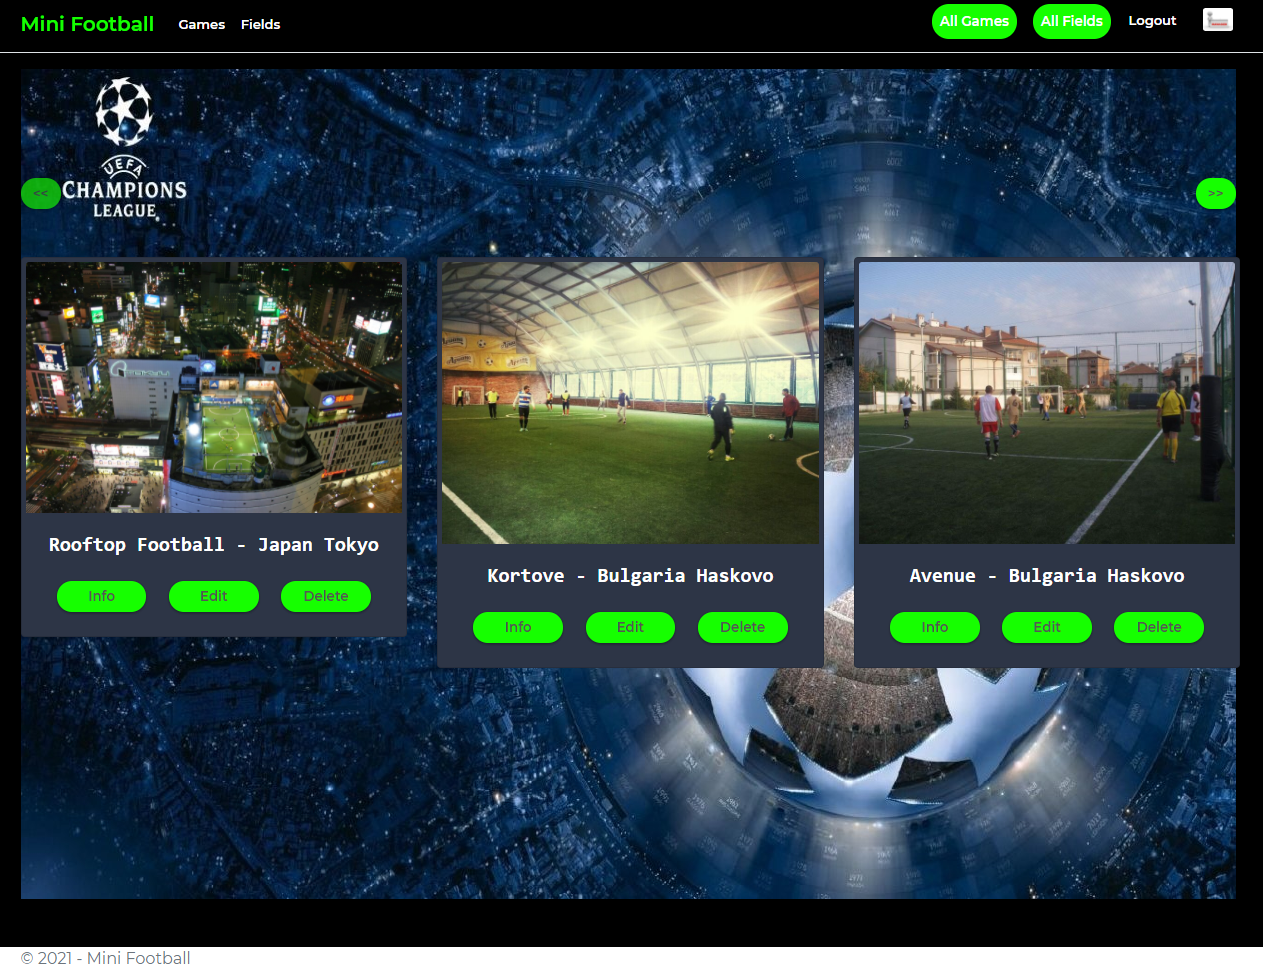 Mini Football Games Fields All Games All Fields Logout
UEFA
CHAMPIONS
LEAGUE
<< >>
Rooftop Football - Japan Tokyo
Info Edit Delete
Kortove - Bulgaria Haskovo
Info Edit Delete
Avenue - Bulgaria Haskovo
Info Edit Delete
© 2021 - Mini Football